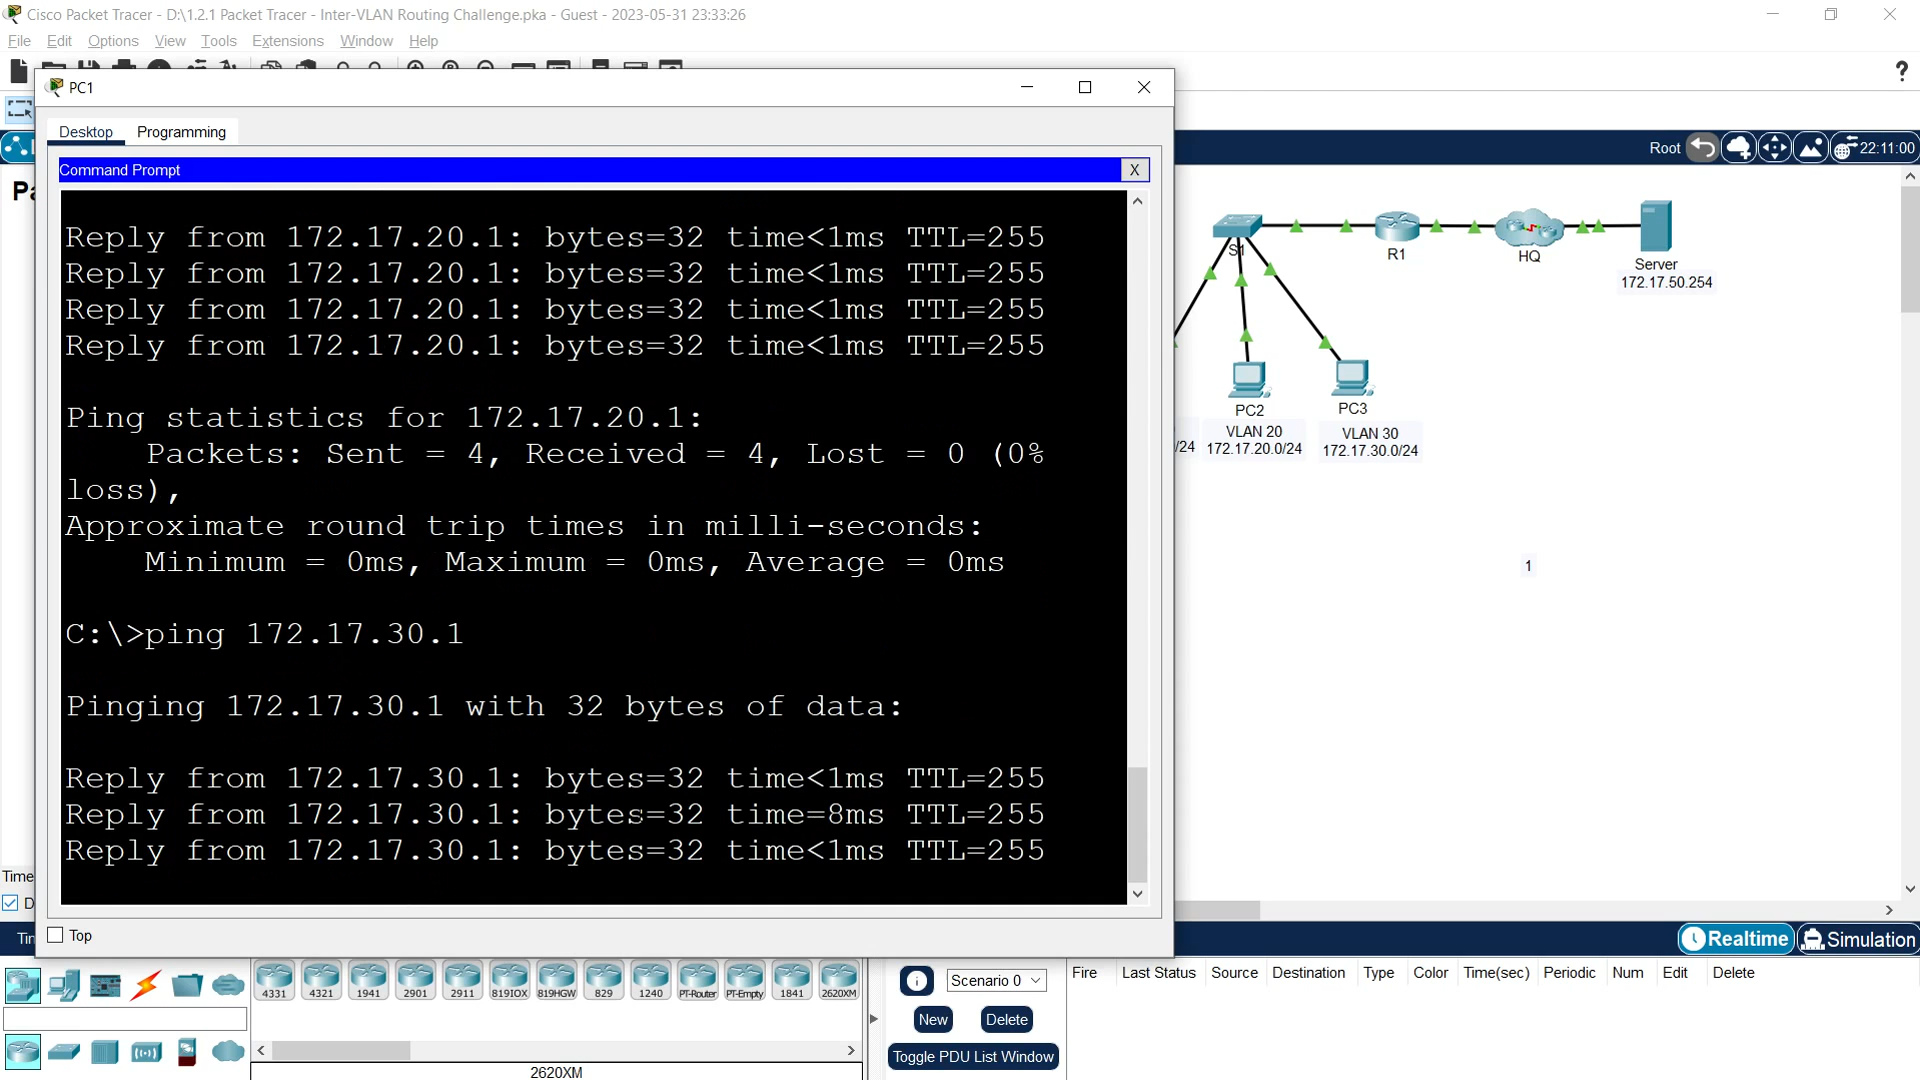 Cisco Packet Tracer - D:\1.2.1 Packet Tracer - Inter-VLAN Routing Challenge.pka - Guest - 2023-05-31 23:33:26
File Edit Options View Tools Extensions Window Help
?
PC1
Desktop Programming
Command Prompt
X
Reply from 172.17.20.1: bytes=32 time<1ms TTL=255
Reply from 172.17.20.1: bytes=32 time<1ms TTL=255
Reply from 172.17.20.1: bytes=32 time<1ms TTL=255
Reply from 172.17.20.1: bytes=32 time<1ms TTL=255
Ping statistics for 172.17.20.1:
Packets: Sent = 4, Received = 4, Lost = 0 (0%
loss),
Approximate round trip times in milli-seconds:
Minimum = 0ms, Maximum = 0ms, Average = 0ms
C:\>ping 172.17.30.1
Pinging 172.17.30.1 with 32 bytes of data:
Reply from 172.17.30.1: bytes=32 time<1ms TTL=255
Reply from 172.17.30.1: bytes=32 time=8ms TTL=255
Reply from 172.17.30.1: bytes=32 time<1ms TTL=255
Top
Root
22:11:00
S1
R1
HQ
Server
172.17.50.254
PC2
PC3
VLAN 20
172.17.20.0/24
VLAN 30
172.17.30.0/24
/24
1
Time
Realtime
Simulation
4331 4321 1941 2901 2911 819IOX 819HGW 829 1240 PT-Router PT-Empty 1841 2620XM
2620XM
Scenario 0
New
Delete
Toggle PDU List Window
Fire Last Status Source Destination Type Color Time(sec) Periodic Num Edit Delete